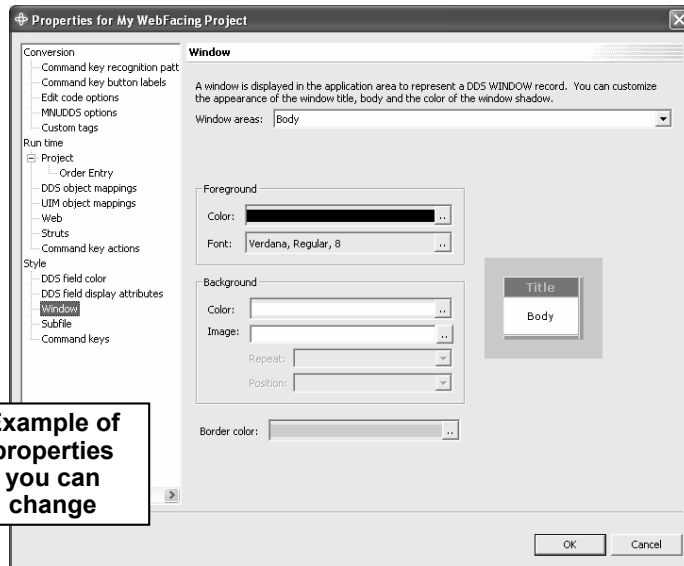 Properties for My WebFacing Project
Conversion
Command key recognition patt
Command key button labels
Edit code options
MNUDDS options
Custom tags
Run time
Project
Order Entry
DDS object mappings
UIM object mappings
Web
Struts
Command key actions
Style
DDS field color
DDS field display attributes
Window
Subfile
Command keys
Example of
properties
you can
change
Window
A window is displayed in the application area to represent a DDS WINDOW record. You can customize
the appearance of the window title, body and the color of the window shadow.
Window areas: Body
Foreground
Color: ..
Font: Verdana, Regular, 8 ..
Background
Color: ..
Image: ..
Repeat:
Position:
Border color: ..
Title
Body
OK Cancel